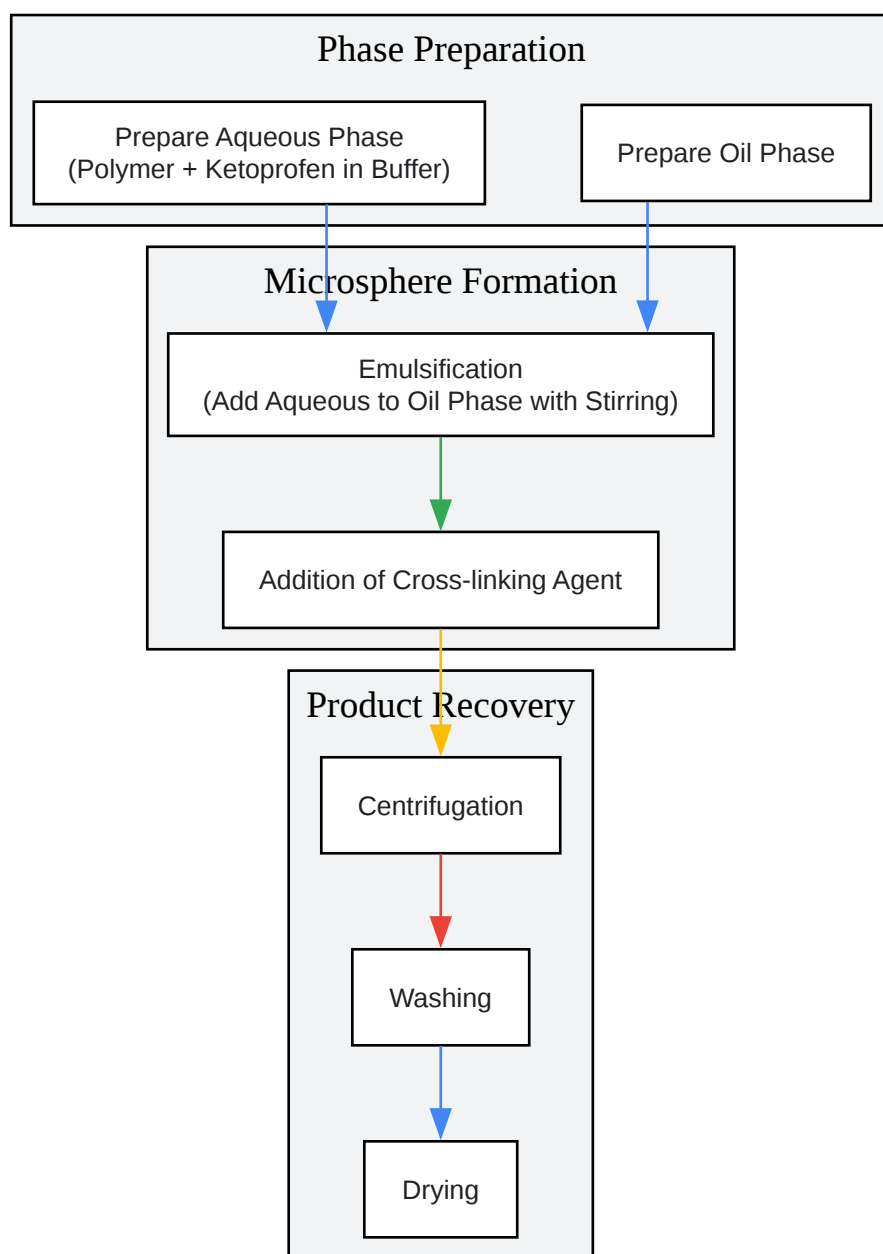 Phase Preparation
Prepare Aqueous Phase
(Polymer + Ketoprofen in Buffer)
Prepare Oil Phase
Microsphere Formation
Emulsification
(Add Aqueous to Oil Phase with Stirring)
Addition of Cross-linking Agent
Product Recovery
Centrifugation
Washing
Drying